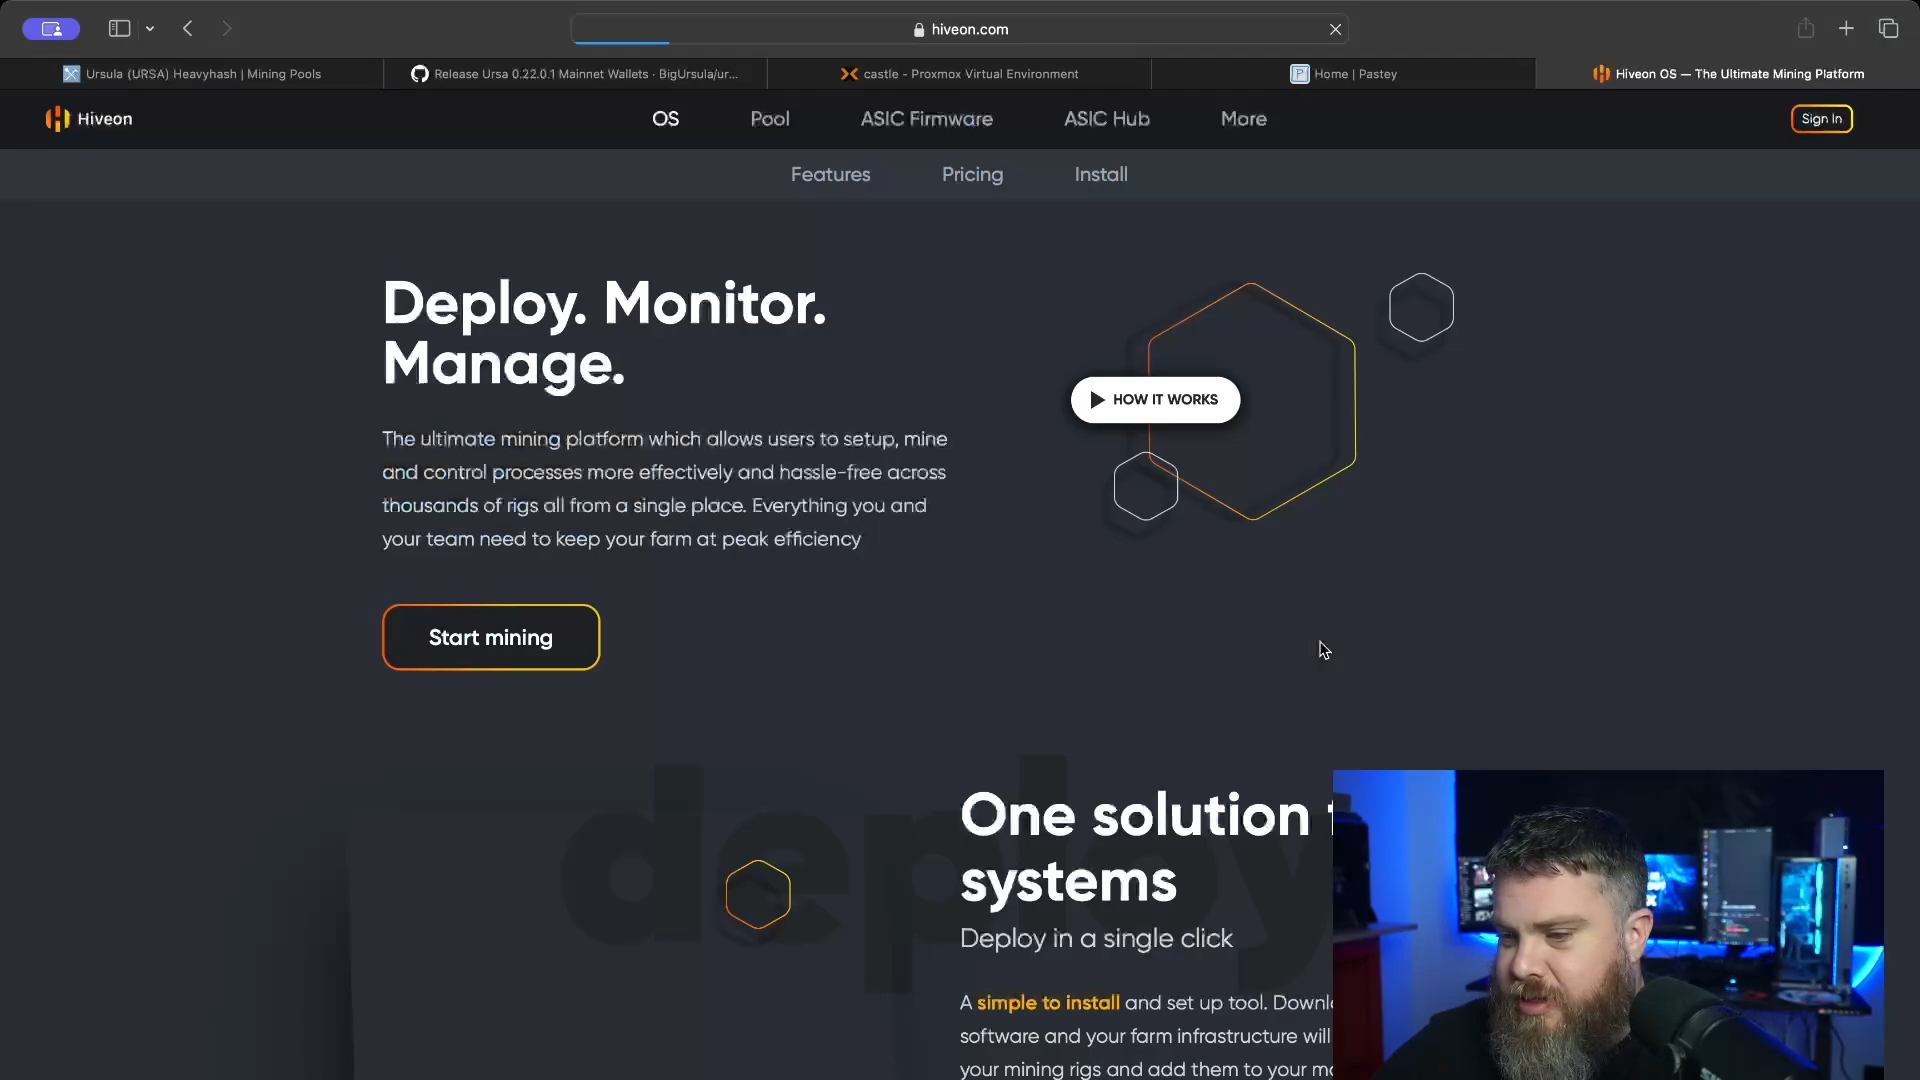 hiveon.com
Ursula (URSA) Heavyhash | Mining Pools
Release Ursa 0.22.0.1 Mainnet Wallets · BigUrsula/ur...
castle - Proxmox Virtual Environment
Home | Pastey
Hiveon OS — The Ultimate Mining Platform
Hiveon
OS
Pool
ASIC Firmware
ASIC Hub
More
Sign In
Features
Pricing
Install
Deploy. Monitor.
Manage.
HOW IT WORKS
The ultimate mining platform which allows users to setup, mine
and control processes more effectively and hassle-free across
thousands of rigs all from a single place. Everything you and
your team need to keep your farm at peak efficiency
Start mining
deploy
One solution
systems
Deploy in a single click
A simple to install and set up tool.
software and your farm infrastructure will
your mining rigs and add them to your